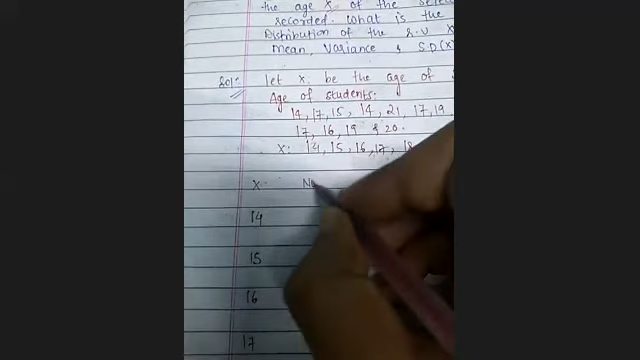 the age X of the
recorded. What is the
Distribution of the r.v X
Mean, Variance & S.D(X
Sol:- let X: be the age of
Age of students:
14, 17, 15, 14, 21, 17, 19
17, 16, 19 & 20.
X: 14, 15, 16, 17, 18
X N
14
15
16
17